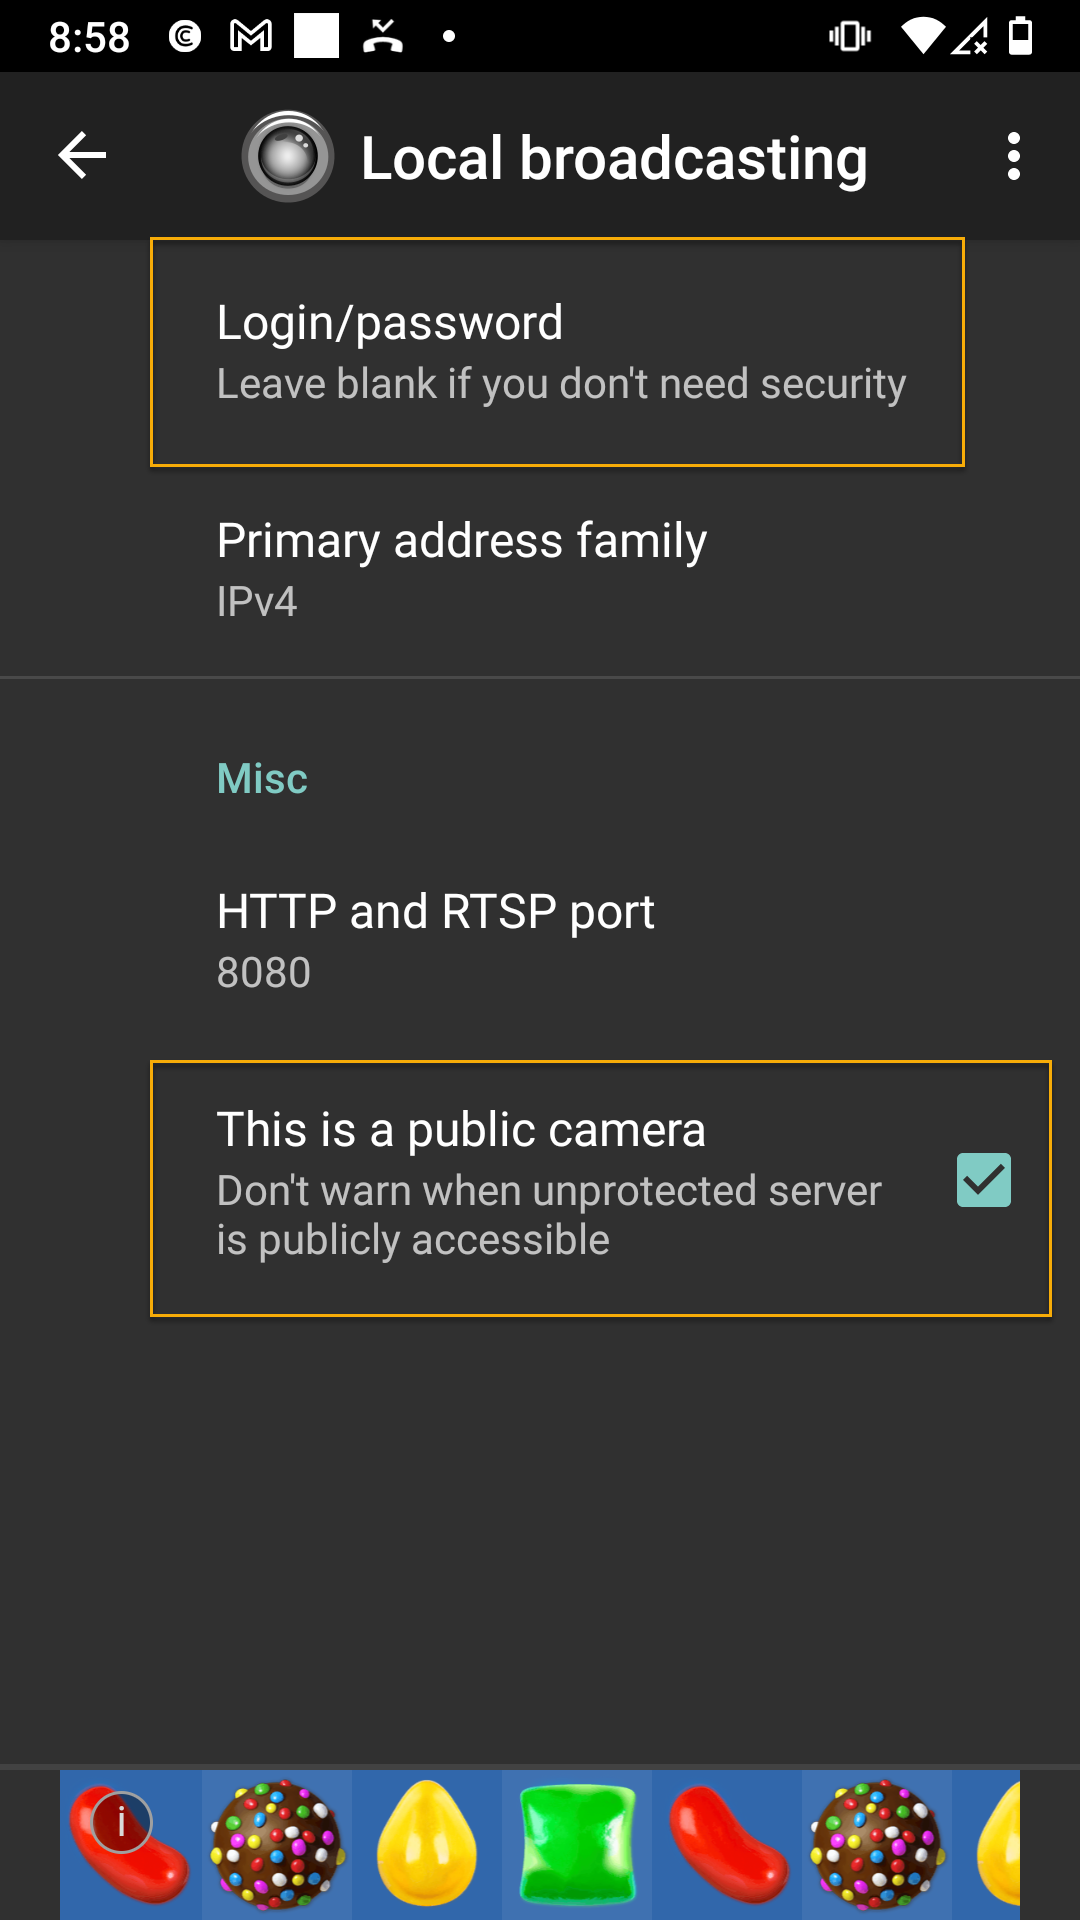 8:58
Local broadcasting
Login/password
Leave blank if you don't need security
Primary address family
IPv4
Misc
HTTP and RTSP port
8080
This is a public camera
Don't warn when unprotected server
is publicly accessible
i